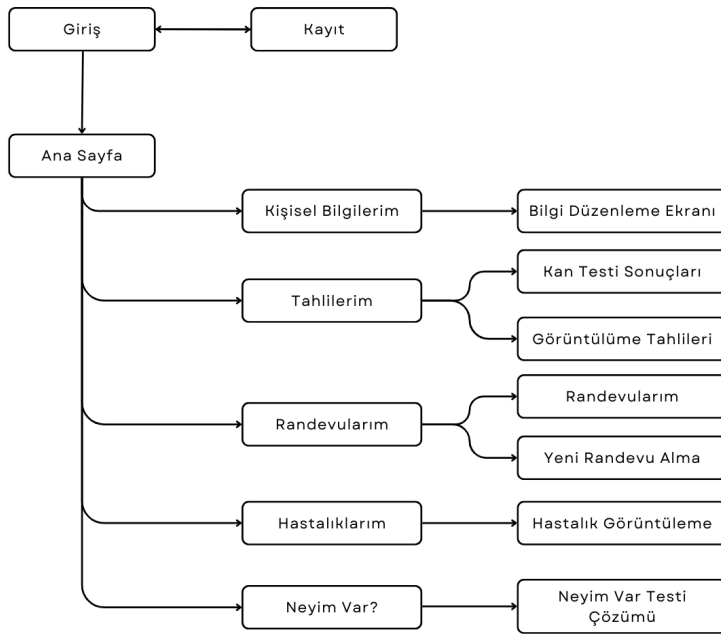 Giriş
Kayıt
Ana Sayfa
Kişisel Bilgilerim
Bilgi Düzenleme Ekranı
Tahlilerim
Kan Testi Sonuçları
Görüntülüme Tahlileri
Randevularım
Randevularım
Yeni Randevu Alma
Hastalıklarım
Hastalık Görüntüleme
Neyim Var?
Neyim Var Testi
Çözümü